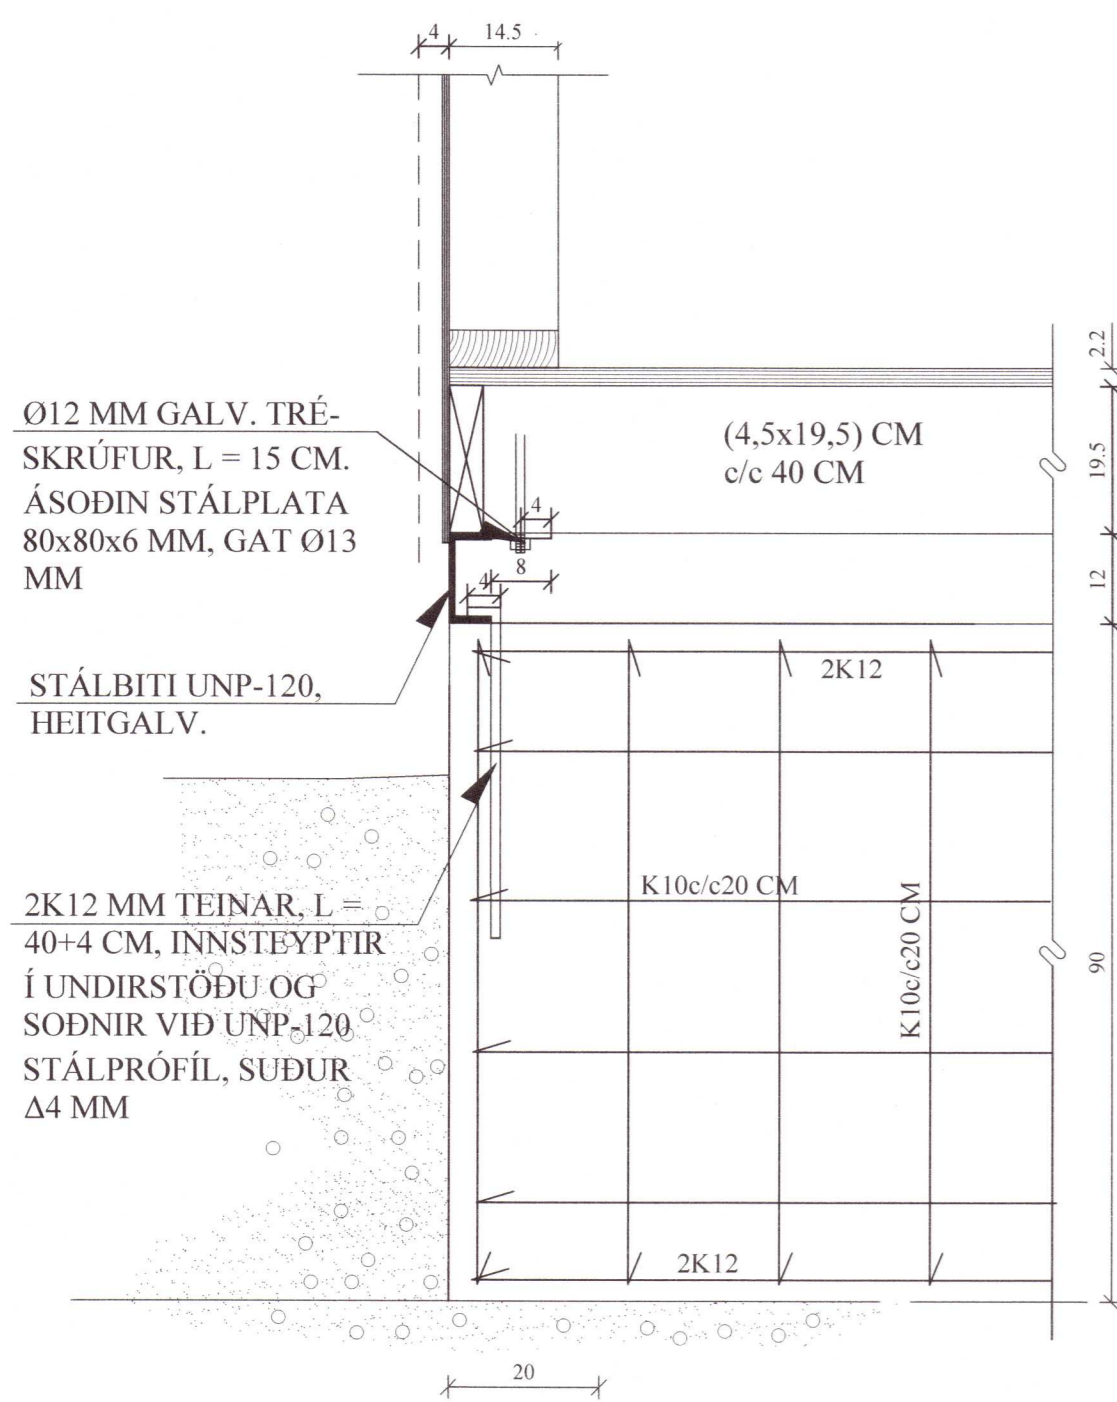 4
14.5
2.2
Ø12 MM GALV. TRÉ-
SKRÚFUR, L = 15 CM.
ÁSOÐIN STÁLPLATA
80x80x6 MM, GAT Ø13
MM
(4,5x19,5) CM
c/c 40 CM
19.5
4
8
4
12
STÁLBITI UNP-120,
HEITGALV.
2K12
2K12 MM TEINAR, L =
40+4 CM, INNSTEYPTIR
Í UNDIRSTÖÐU OG
SOÐNIR VIÐ UNP-120
STÁLPRÓFÍL, SUÐUR
Δ4 MM
K10c/c20 CM
K10c/c20 CM
90
2K12
20